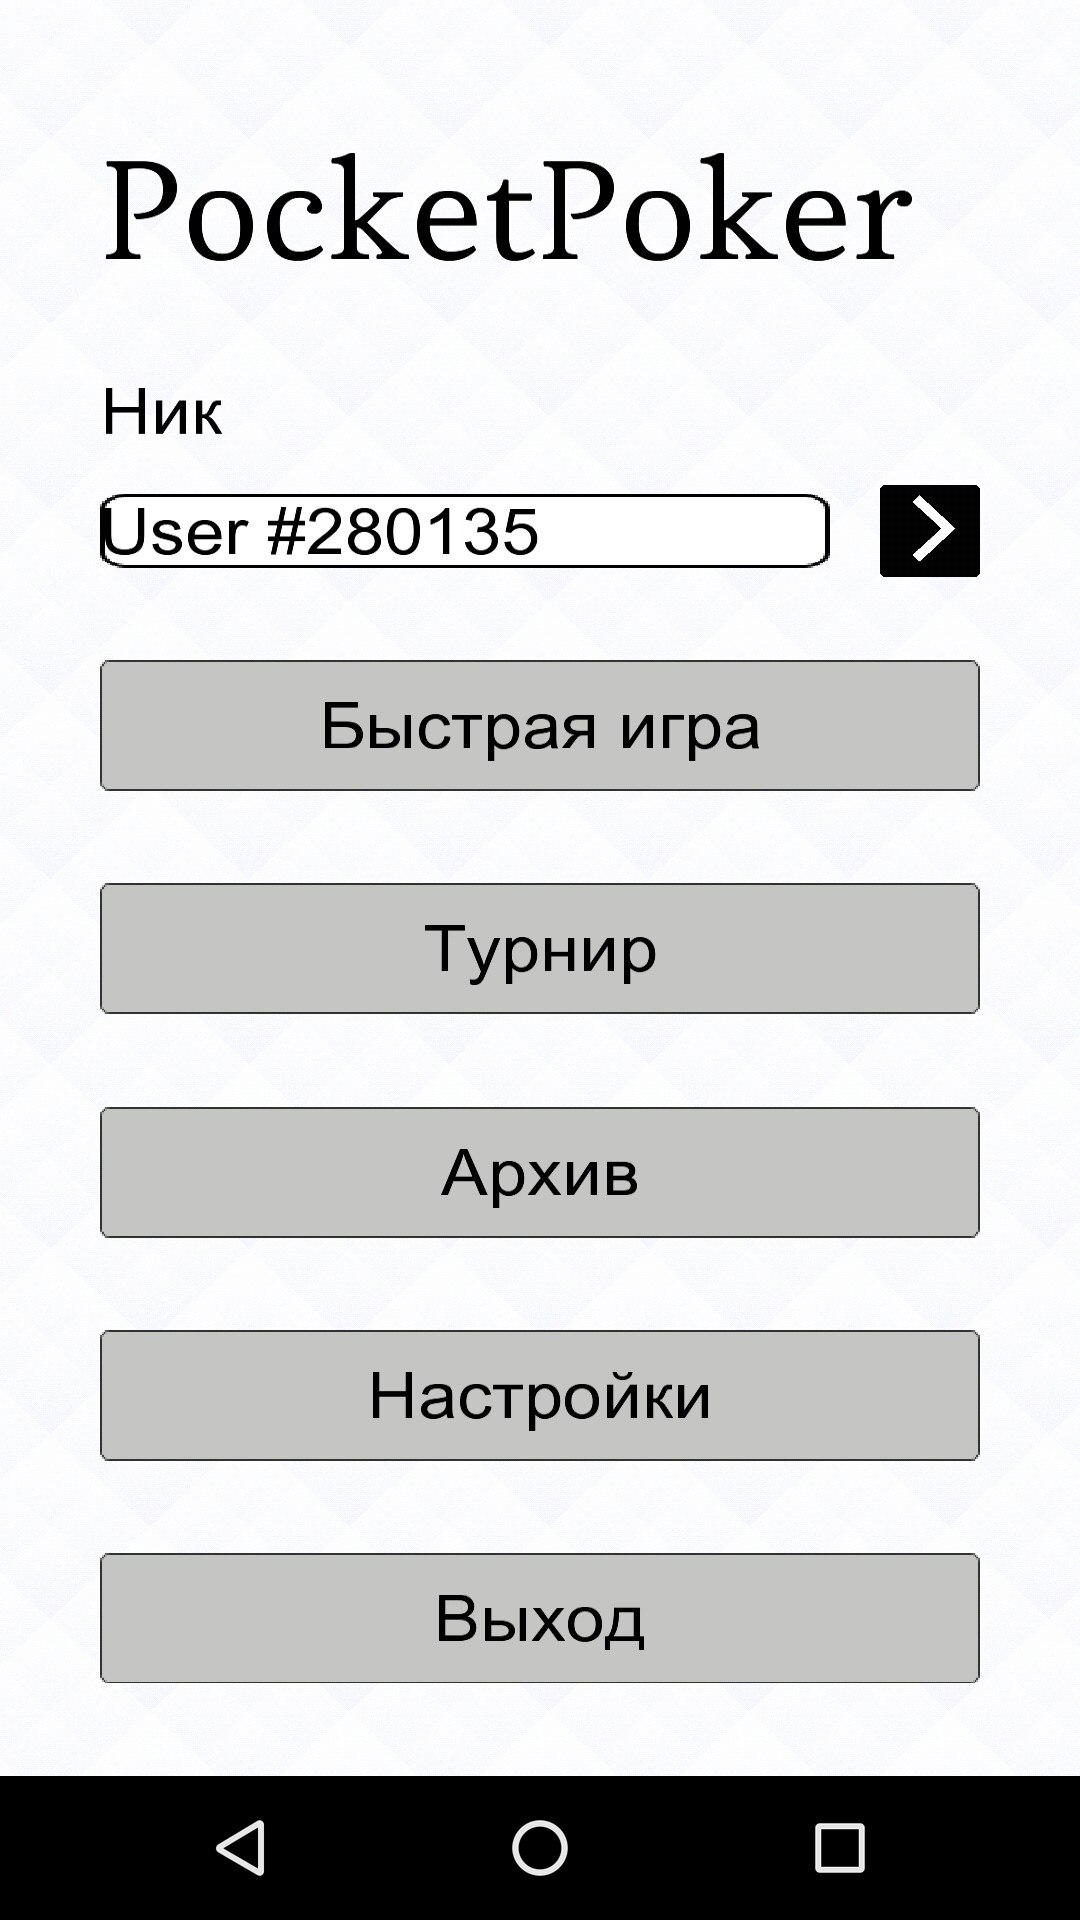 PocketPoker
Ник
User #280135
Быстрая игра
Турнир
Архив
Настройки
Выход